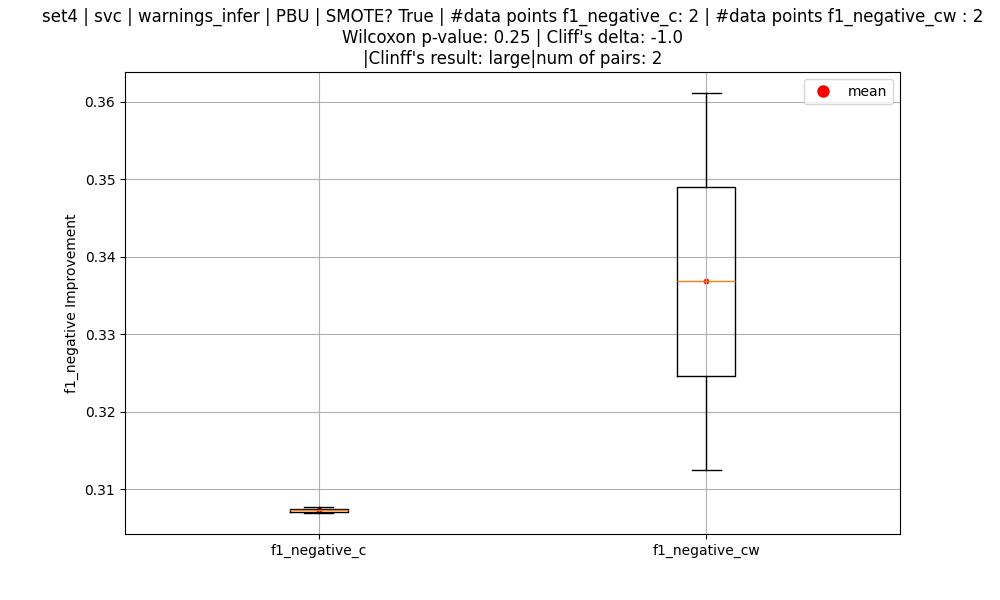 set4 | svc | warnings_infer | PBU | SMOTE? True | #data points f1_negative_c: 2 | #data points f1_negative_cw : 2
Wilcoxon p-value: 0.25 | Cliff's delta: -1.0
|Clinff's result: large|num of pairs: 2
mean
0.36
0.35
0.34
0.33
0.32
0.31
f1_negative Improvement
f1_negative_c
f1_negative_cw